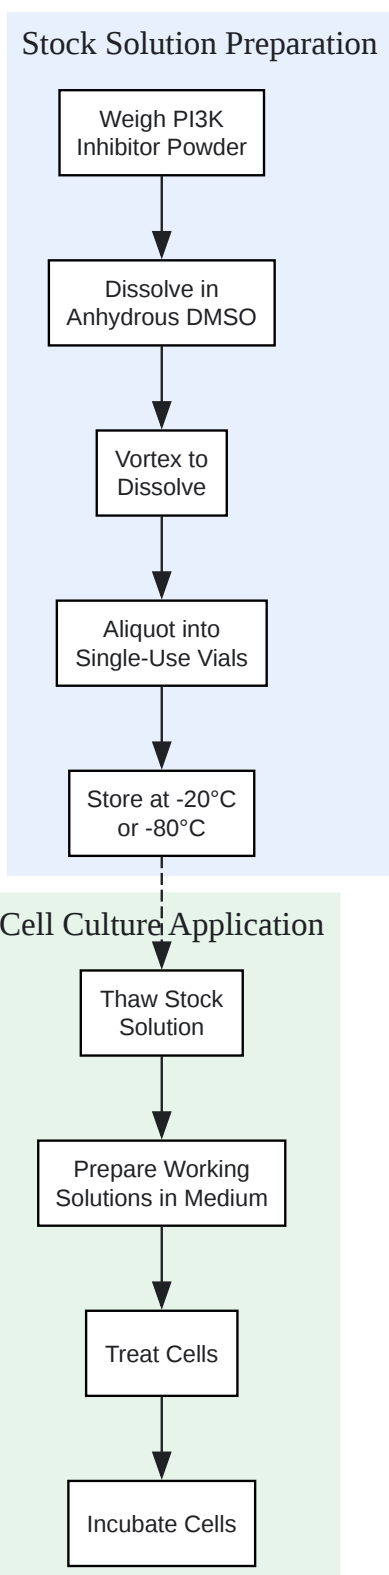 Stock Solution Preparation
Weigh PI3K
Inhibitor Powder
Dissolve in
Anhydrous DMSO
Vortex to
Dissolve
Aliquot into
Single-Use Vials
Store at -20°C
or -80°C
Cell Culture Application
Thaw Stock
Solution
Prepare Working
Solutions in Medium
Treat Cells
Incubate Cells